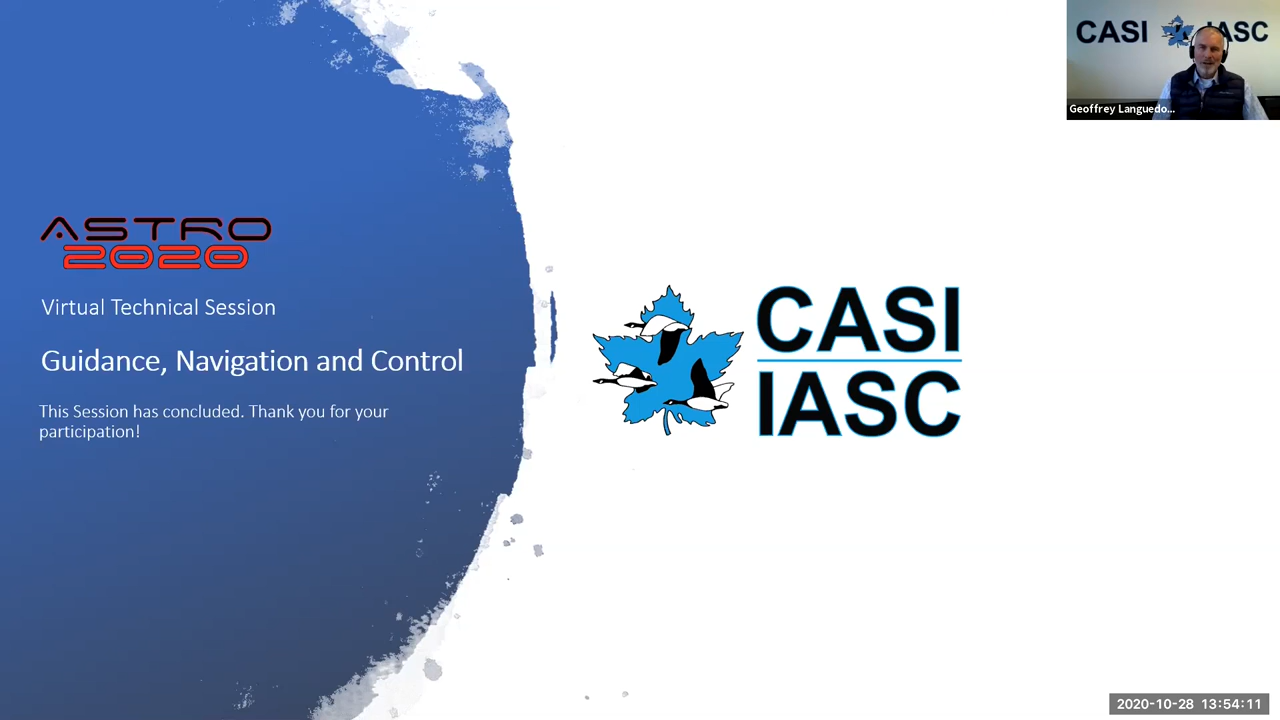 CASI IASC
Geoffrey Languedo...
ASTRO
2020
Virtual Technical Session
Guidance, Navigation and Control
This Session has concluded. Thank you for your
participation!
CASI
IASC
2020-10-28 13:54:11